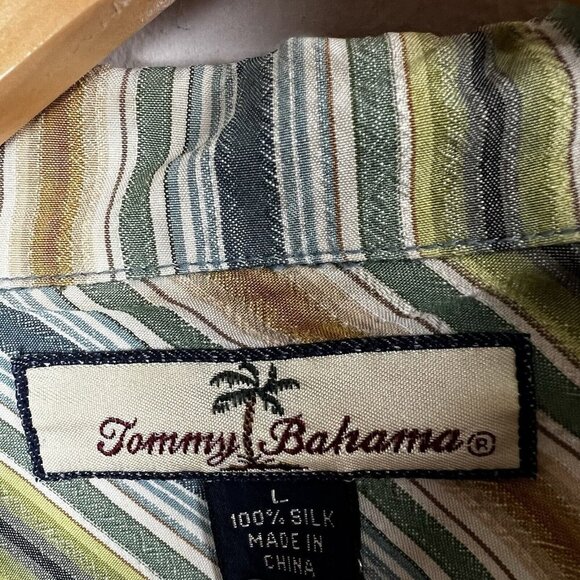 Tommy Bahama®
L
100% SILK
MADE IN
CHINA